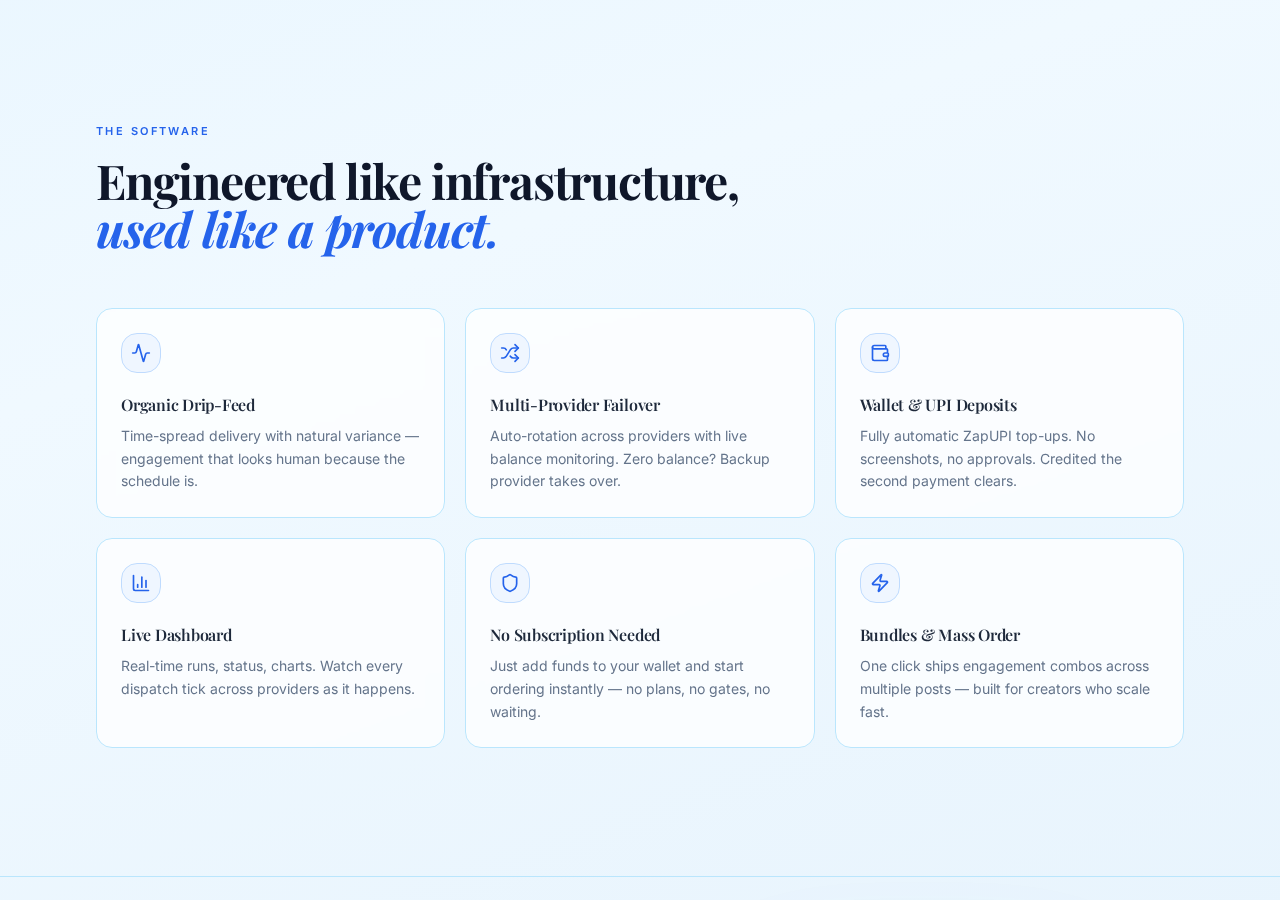 THE SOFTWARE
Engineered like infrastructure,
used like a product.
Organic Drip-Feed
Time-spread delivery with natural variance —
engagement that looks human because the
schedule is.
Multi-Provider Failover
Auto-rotation across providers with live
balance monitoring. Zero balance? Backup
provider takes over.
Wallet & UPI Deposits
Fully automatic ZapUPI top-ups. No
screenshots, no approvals. Credited the
second payment clears.
Live Dashboard
Real-time runs, status, charts. Watch every
dispatch tick across providers as it happens.
No Subscription Needed
Just add funds to your wallet and start
ordering instantly — no plans, no gates, no
waiting.
Bundles & Mass Order
One click ships engagement combos across
multiple posts — built for creators who scale
fast.